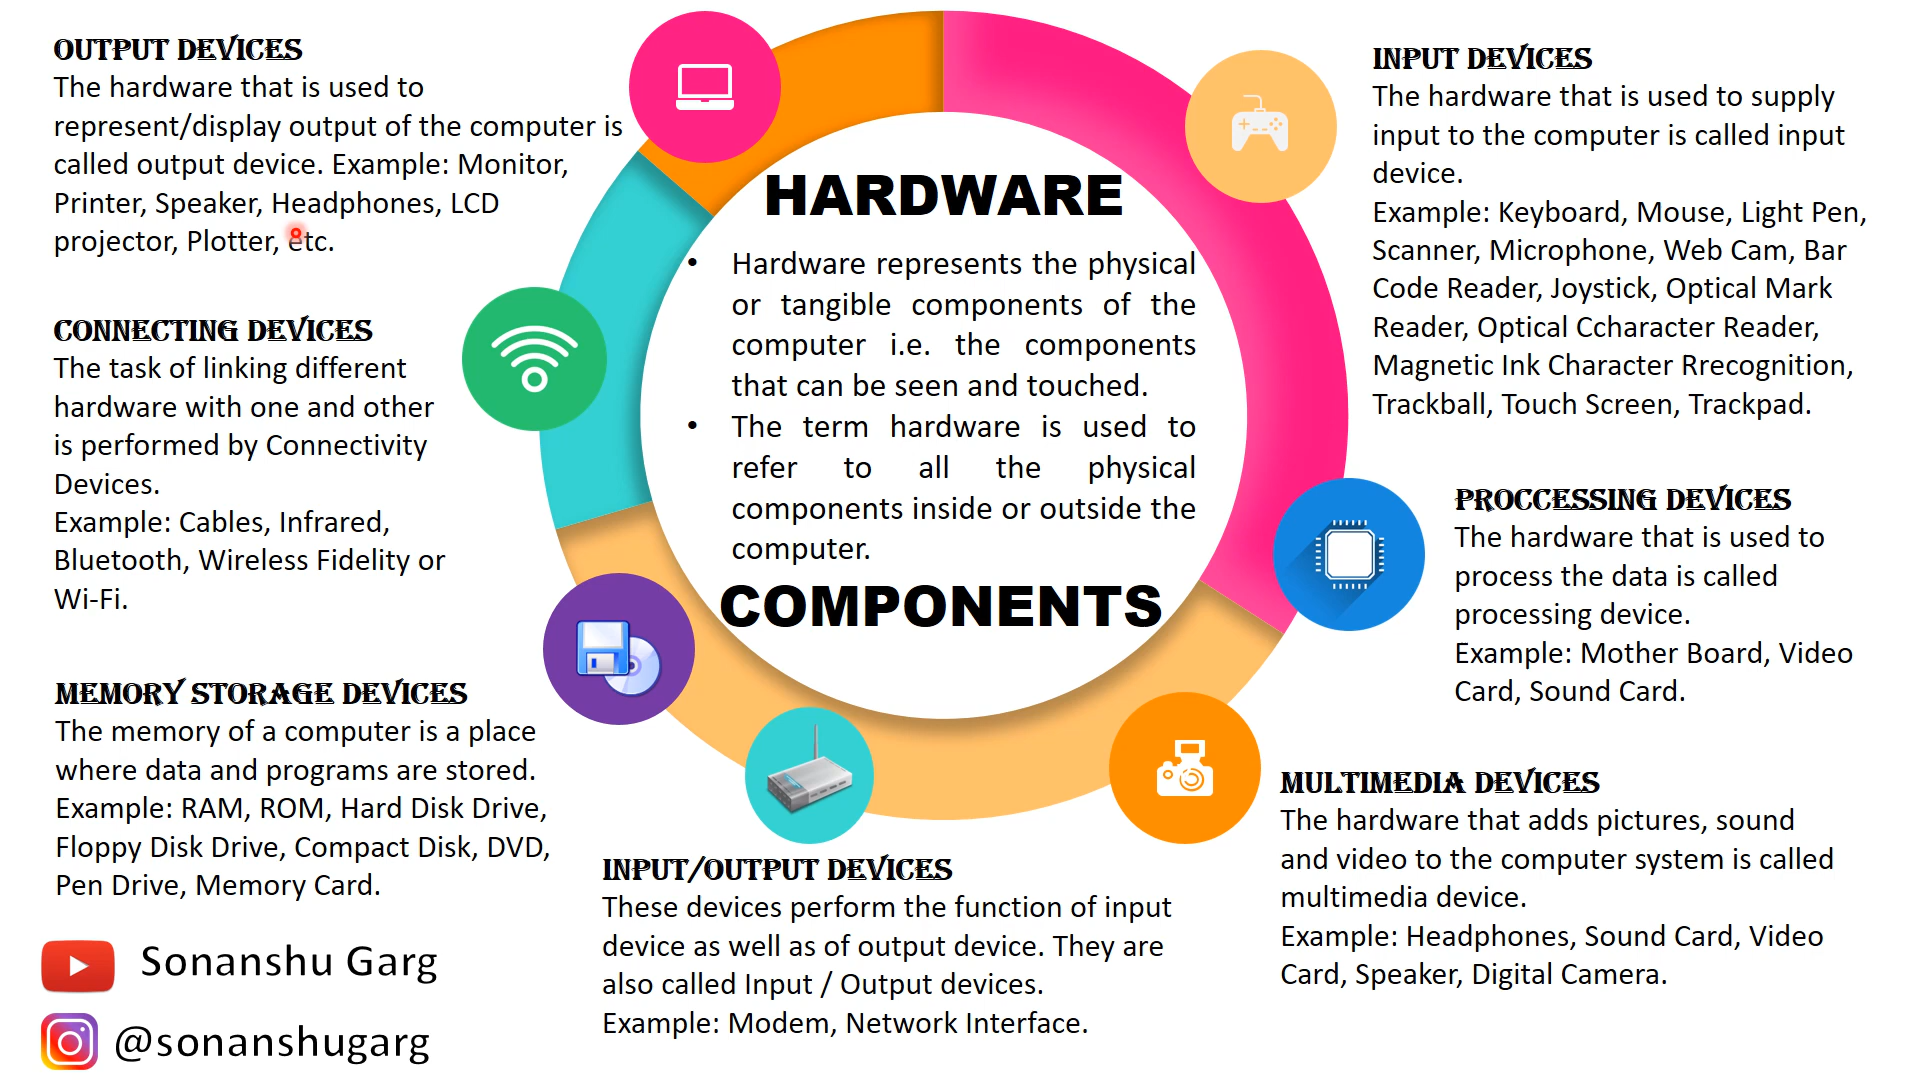 OUTPUT DEVICES
The hardware that is used to
represent/display output of the computer is
called output device. Example: Monitor,
Printer, Speaker, Headphones, LCD
projector, Plotter, etc.
CONNECTING DEVICES
The task of linking different
hardware with one and other
is performed by Connectivity
Devices.
Example: Cables, Infrared,
Bluetooth, Wireless Fidelity or
Wi-Fi.
MEMORY STORAGE DEVICES
The memory of a computer is a place
where data and programs are stored.
Example: RAM, ROM, Hard Disk Drive,
Floppy Disk Drive, Compact Disk, DVD,
Pen Drive, Memory Card.
Sonanshu Garg
@sonanshugarg
HARDWARE
• Hardware represents the physical
or tangible components of the
computer i.e. the components
that can be seen and touched.
• The term hardware is used to
refer to all the physical
components inside or outside the
computer.
COMPONENTS
INPUT/OUTPUT DEVICES
These devices perform the function of input
device as well as of output device. They are
also called Input / Output devices.
Example: Modem, Network Interface.
INPUT DEVICES
The hardware that is used to supply
input to the computer is called input
device.
Example: Keyboard, Mouse, Light Pen,
Scanner, Microphone, Web Cam, Bar
Code Reader, Joystick, Optical Mark
Reader, Optical Ccharacter Reader,
Magnetic Ink Character Rrecognition,
Trackball, Touch Screen, Trackpad.
PROCCESSING DEVICES
The hardware that is used to
process the data is called
processing device.
Example: Mother Board, Video
Card, Sound Card.
MULTIMEDIA DEVICES
The hardware that adds pictures, sound
and video to the computer system is called
multimedia device.
Example: Headphones, Sound Card, Video
Card, Speaker, Digital Camera.